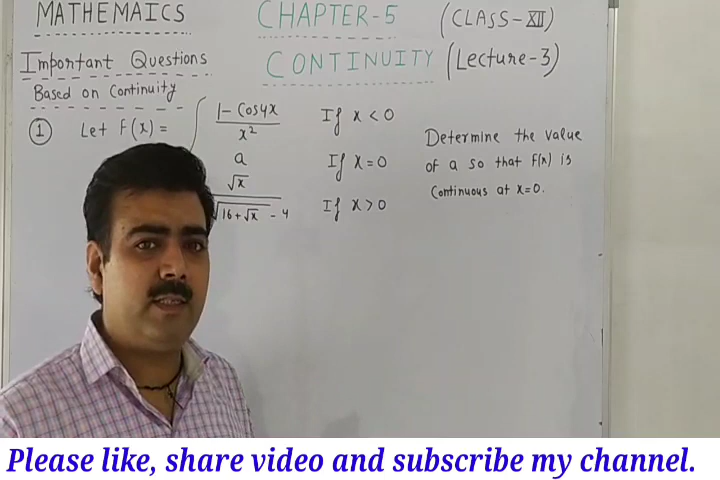 MATHEMAICS
CHAPTER-5
(CLASS-XII)
Important Questions
CONTINUITY
(Lecture-3)
Based on Continuity
① Let F(x) =
1-Cos4x / x² If x < 0
a If x=0
√x / √16+√x - 4 If x > 0
Determine the value
of a so that F(x) is
Continuous at x=0.
Please like, share video and subscribe my channel.